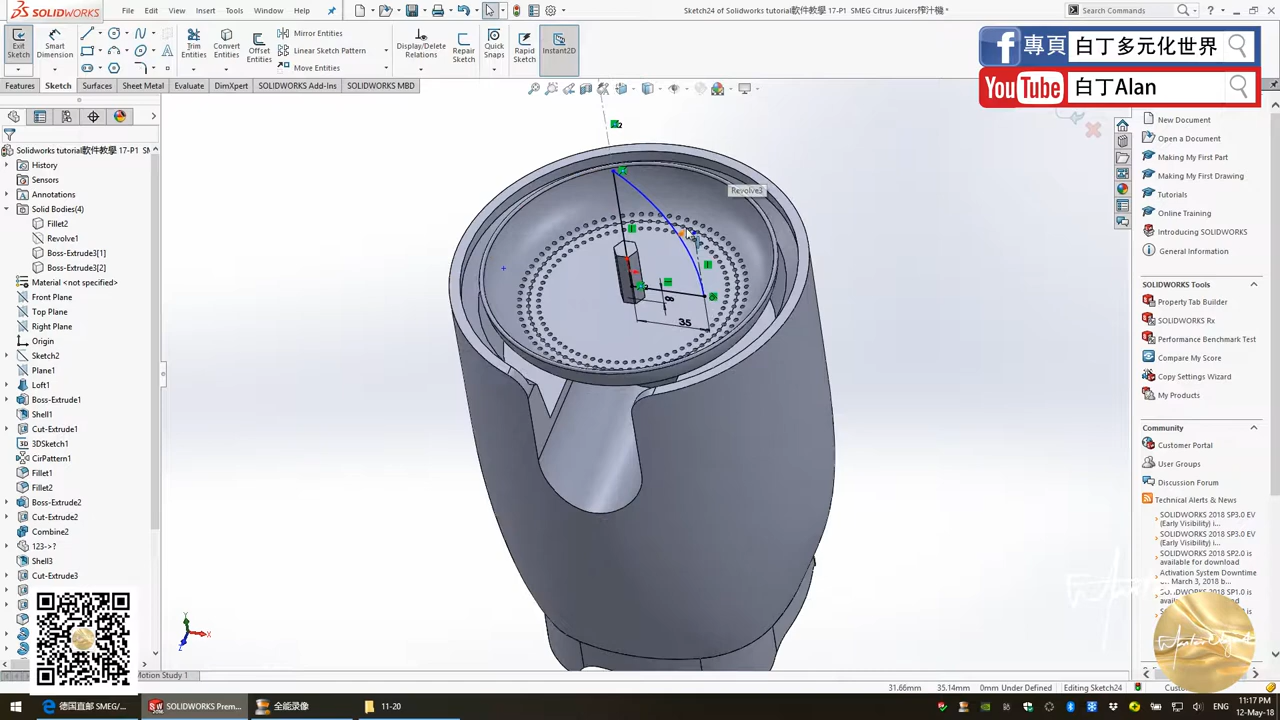 SOLIDWORKS
File Edit View Insert Tools Window Help
Sketch24 of Solidworks tutorial軟件教學 17-P1 SMEG Citrus Juicers榨汁機 *
Search Commands
Exit Sketch
Smart Dimension
Trim Entities
Convert Entities
Offset Entities
Mirror Entities
Linear Sketch Pattern
Move Entities
Display/Delete Relations
Repair Sketch
Quick Snaps
Rapid Sketch
Instant2D
專頁 白丁多元化世界
YouTube 白丁Alan
Features Sketch Surfaces Sheet Metal Evaluate DimXpert SOLIDWORKS Add-Ins SOLIDWORKS MBD
Solidworks tutorial軟件教學 17-P1 SM
History
Sensors
Annotations
Solid Bodies(4)
Fillet2
Revolve1
Boss-Extrude3[1]
Boss-Extrude3[2]
Material <not specified>
Front Plane
Top Plane
Right Plane
Origin
Sketch2
Plane1
Loft1
Boss-Extrude1
Shell1
Cut-Extrude1
3DSketch1
CirPattern1
Fillet1
Fillet2
Boss-Extrude2
Cut-Extrude2
Combine2
123->?
Shell3
Cut-Extrude3
Revolve3
8
35
Y
X
Z
New Document
Open a Document
Making My First Part
Making My First Drawing
Tutorials
Online Training
Introducing SOLIDWORKS
General Information
SOLIDWORKS Tools
Property Tab Builder
SOLIDWORKS Rx
Performance Benchmark Test
Compare My Score
Copy Settings Wizard
My Products
Community
Customer Portal
User Groups
Discussion Forum
Technical Alerts & News
SOLIDWORKS 2018 SP3.0 EV (Early Visibility) i...
SOLIDWORKS 2018 SP3.0 EV (Early Visibility) i...
SOLIDWORKS 2018 SP2.0 is available for download
Activation System Downtime
Motion Study 1
31.66mm 35.14mm 0mm Under Defined Editing Sketch24
德国直邮 SMEG/...
SOLIDWORKS Prem...
全能录像
11-20
ENG
11:17 PM
12-May-18